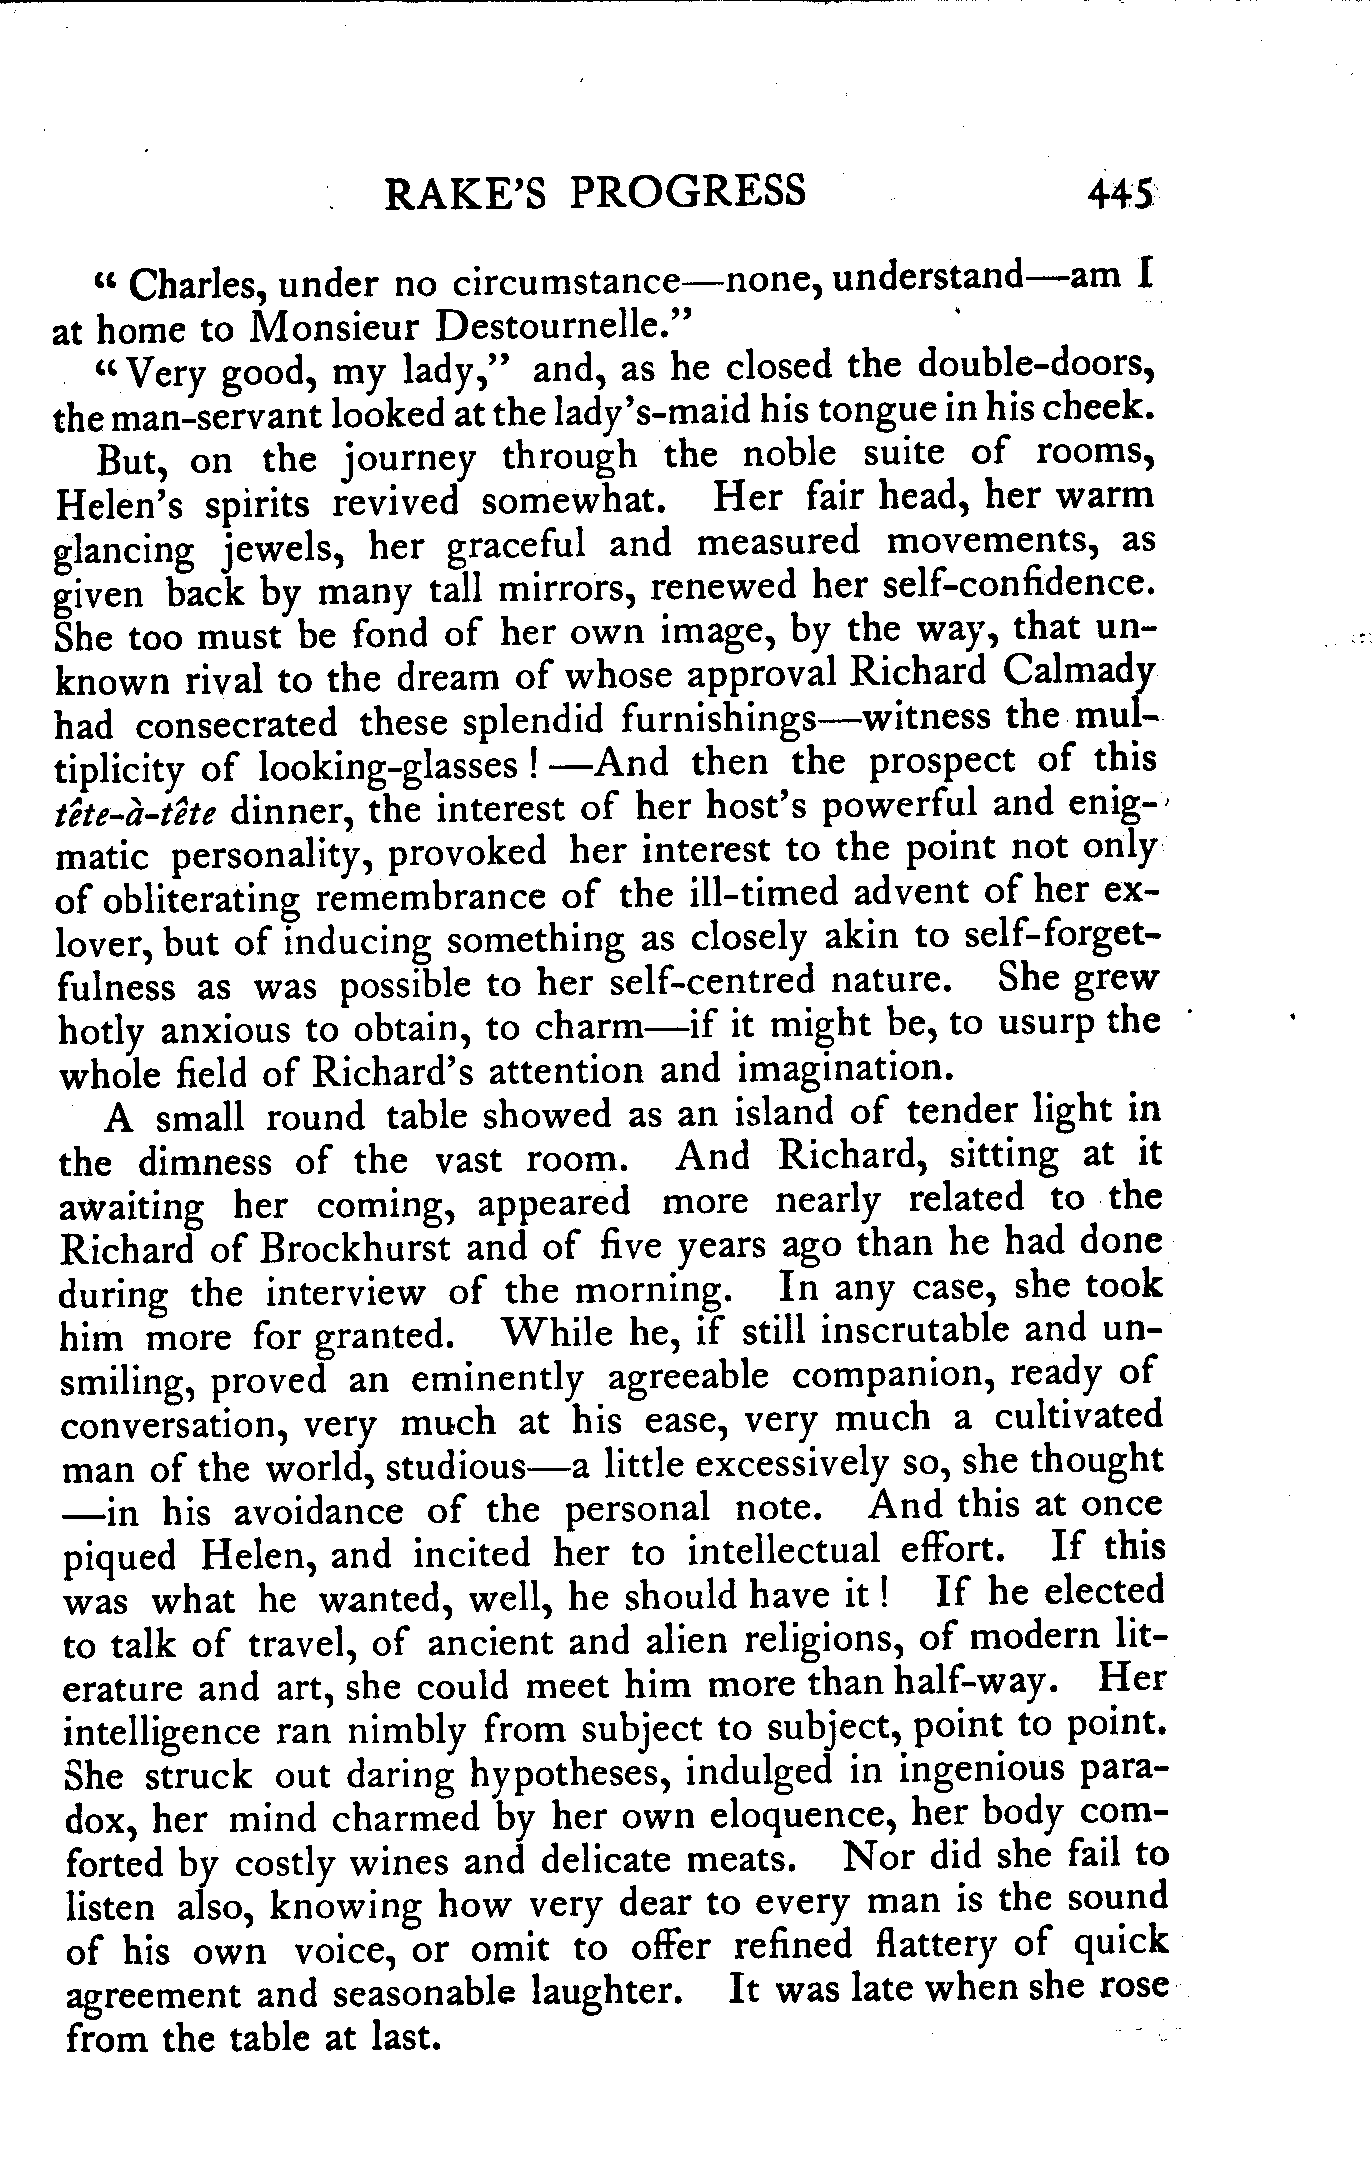 RAKE'S PROGRESS 445
“ Charles, under no circumstance—none, understand—am I
at home to Monsieur Destournelle.”
“ Very good, my lady,” and, as he closed the double-doors,
the man-servant looked at the lady's-maid his tongue in his cheek.
But, on the journey through the noble suite of rooms,
Helen's spirits revived somewhat. Her fair head, her warm
glancing jewels, her graceful and measured movements, as
given back by many tall mirrors, renewed her self-confidence.
She too must be fond of her own image, by the way, that un-
known rival to the dream of whose approval Richard Calmady
had consecrated these splendid furnishings—witness the mul-
tiplicity of looking-glasses ! —And then the prospect of this
tête-à-tête dinner, the interest of her host's powerful and enig-
matic personality, provoked her interest to the point not only
of obliterating remembrance of the ill-timed advent of her ex-
lover, but of inducing something as closely akin to self-forget-
fulness as was possible to her self-centred nature. She grew
hotly anxious to obtain, to charm—if it might be, to usurp the
whole field of Richard's attention and imagination.
A small round table showed as an island of tender light in
the dimness of the vast room. And Richard, sitting at it
awaiting her coming, appeared more nearly related to the
Richard of Brockhurst and of five years ago than he had done
during the interview of the morning. In any case, she took
him more for granted. While he, if still inscrutable and un-
smiling, proved an eminently agreeable companion, ready of
conversation, very much at his ease, very much a cultivated
man of the world, studious—a little excessively so, she thought
—in his avoidance of the personal note. And this at once
piqued Helen, and incited her to intellectual effort. If this
was what he wanted, well, he should have it ! If he elected
to talk of travel, of ancient and alien religions, of modern lit-
erature and art, she could meet him more than half-way. Her
intelligence ran nimbly from subject to subject, point to point.
She struck out daring hypotheses, indulged in ingenious para-
dox, her mind charmed by her own eloquence, her body com-
forted by costly wines and delicate meats. Nor did she fail to
listen also, knowing how very dear to every man is the sound
of his own voice, or omit to offer refined flattery of quick
agreement and seasonable laughter. It was late when she rose
from the table at last.